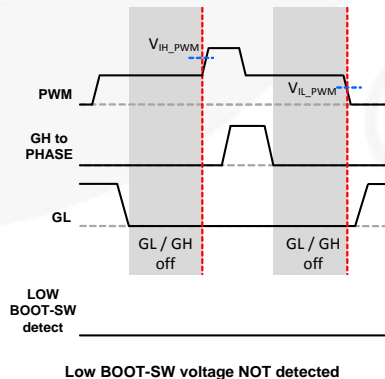 VIH_PWM
VIL_PWM
PWM
GH to
PHASE
GL
GL / GH
off
GL / GH
off
LOW
BOOT-SW
detect
Low BOOT-SW voltage NOT detected